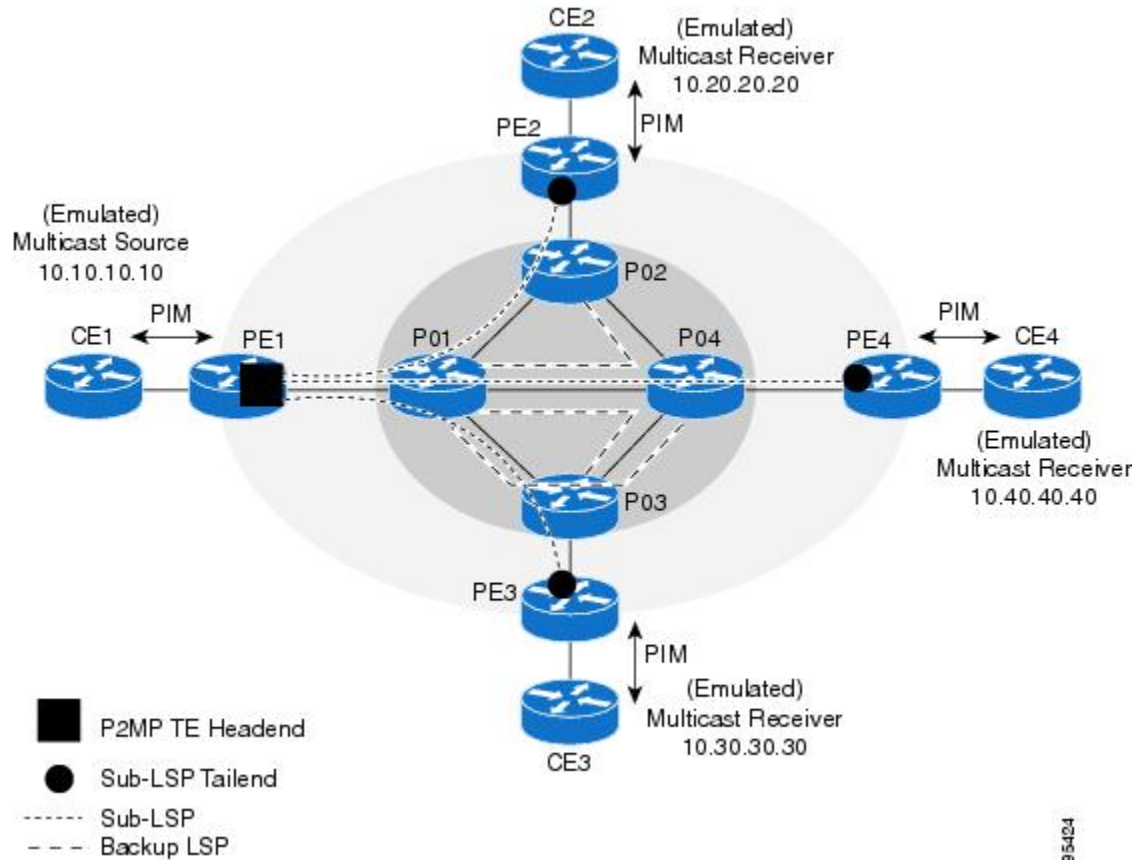 CE2
(Emulated)
Multicast Receiver
10.20.20.20
PE2
PIM
(Emulated)
Multicast Source
10.10.10.10
P02
PIM
PIM
CE1
PE1
P01
P04
PE4
CE4
(Emulated)
Multicast Receiver
10.40.40.40
P03
PE3
PIM
(Emulated)
Multicast Receiver
10.30.30.30
CE3
P2MP TE Headend
Sub-LSP Tailend
Sub-LSP
Backup LSP